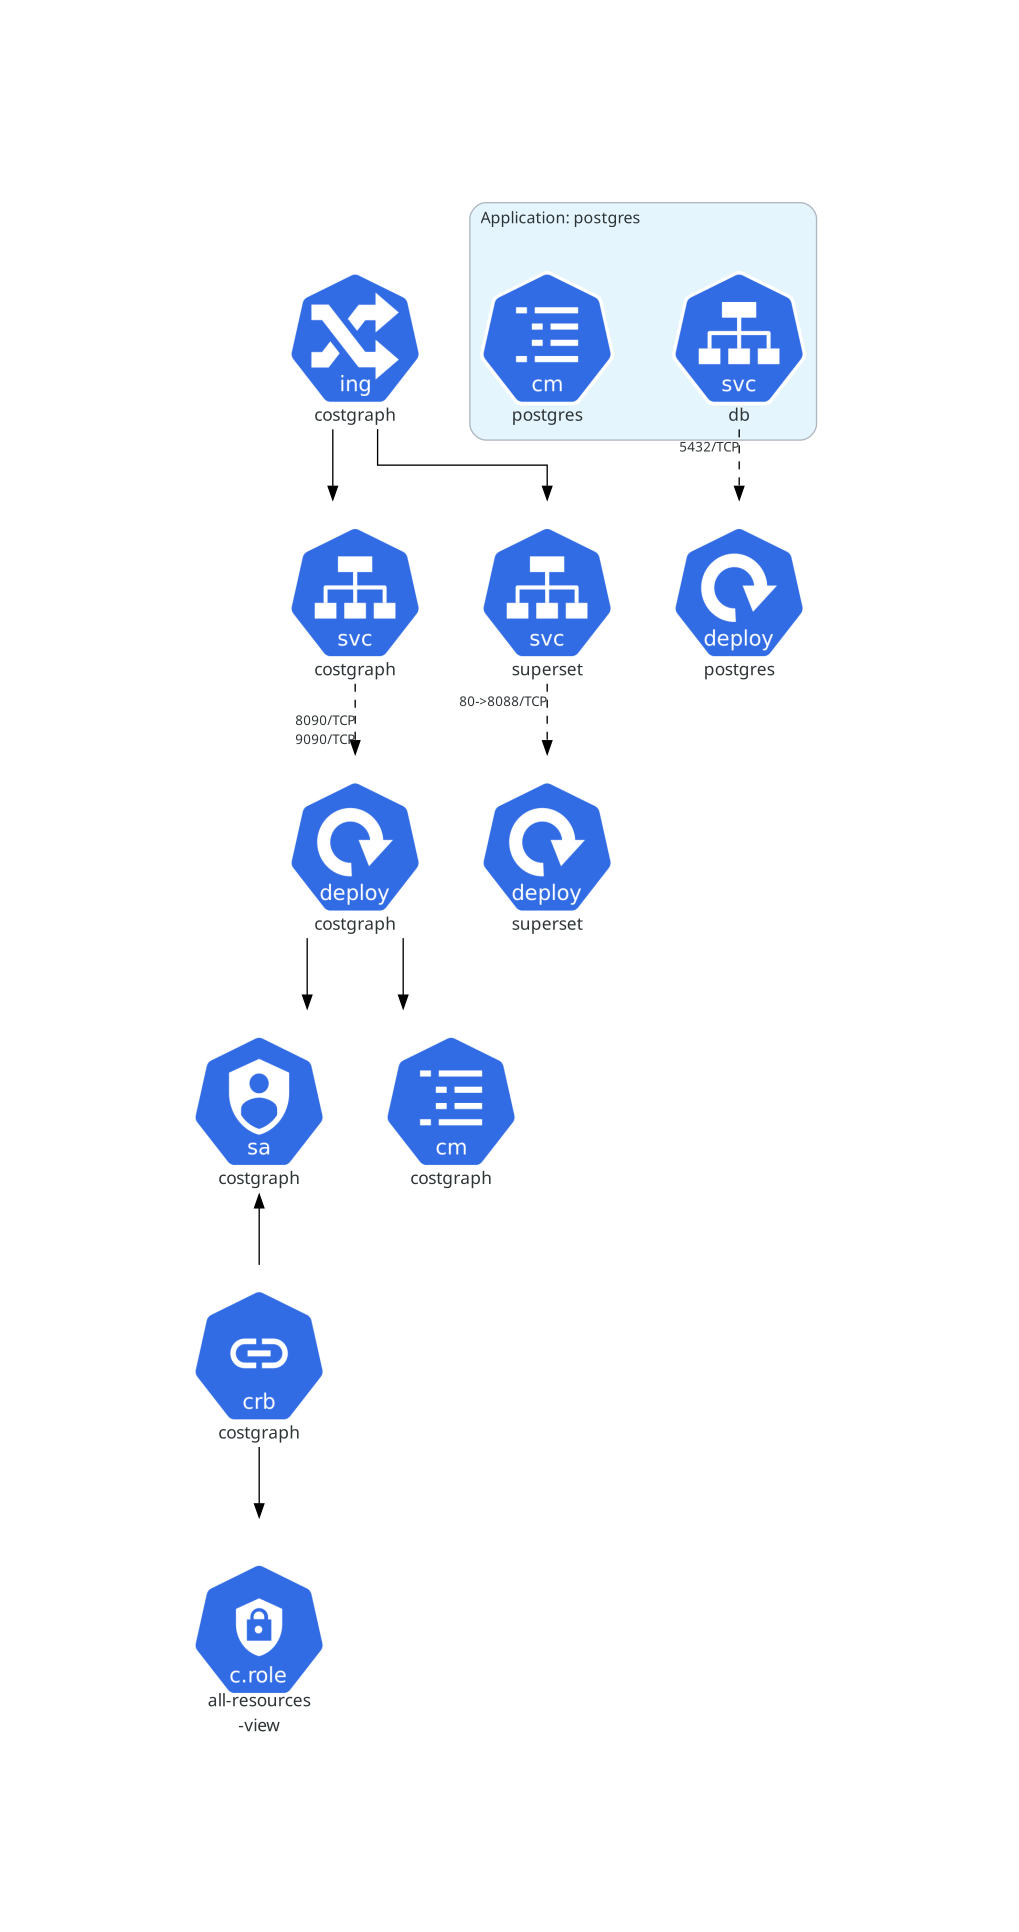 Application: postgres
ing
costgraph
cm
postgres
svc
db
5432/TCP
svc
costgraph
svc
superset
deploy
postgres
8090/TCP
9090/TCP
80->8088/TCP
deploy
costgraph
deploy
superset
sa
costgraph
cm
costgraph
crb
costgraph
c.role
all-resources
-view